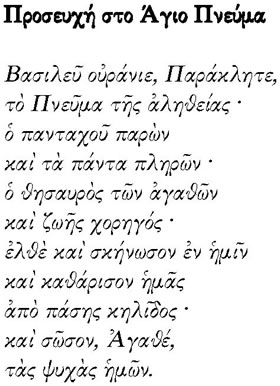 Προσευχή στο Άγιο Πνεύμα
Βασιλεῦ οὐράνιε, Παράκλητε,
τὸ Πνεῦμα τῆς ἀληθείας ·
ὁ πανταχοῦ παρὼν
καὶ τὰ πάντα πληρῶν ·
ὁ θησαυρὸς τῶν ἀγαθῶν
καὶ ζωῆς χορηγός ·
ἐλθὲ καὶ σκήνωσον ἐν ἡμῖν
καὶ καθάρισον ἡμᾶς
ἀπὸ πάσης κηλῖδος ·
καὶ σῶσον, Ἀγαθέ,
τὰς ψυχὰς ἡμῶν.